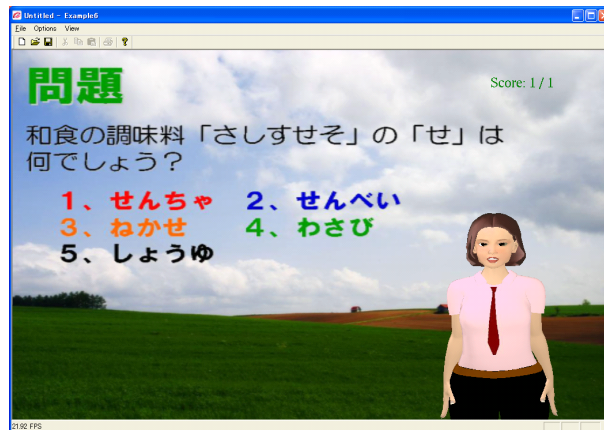 Untitled - Example6
File Options View
問題
Score: 1 / 1
和食の調味料「さしすせそ」の「せ」は
何でしょう？
1、せんちゃ 2、せんべい
3、ねかせ 4、わさび
5、しょうゆ
21.92 FPS